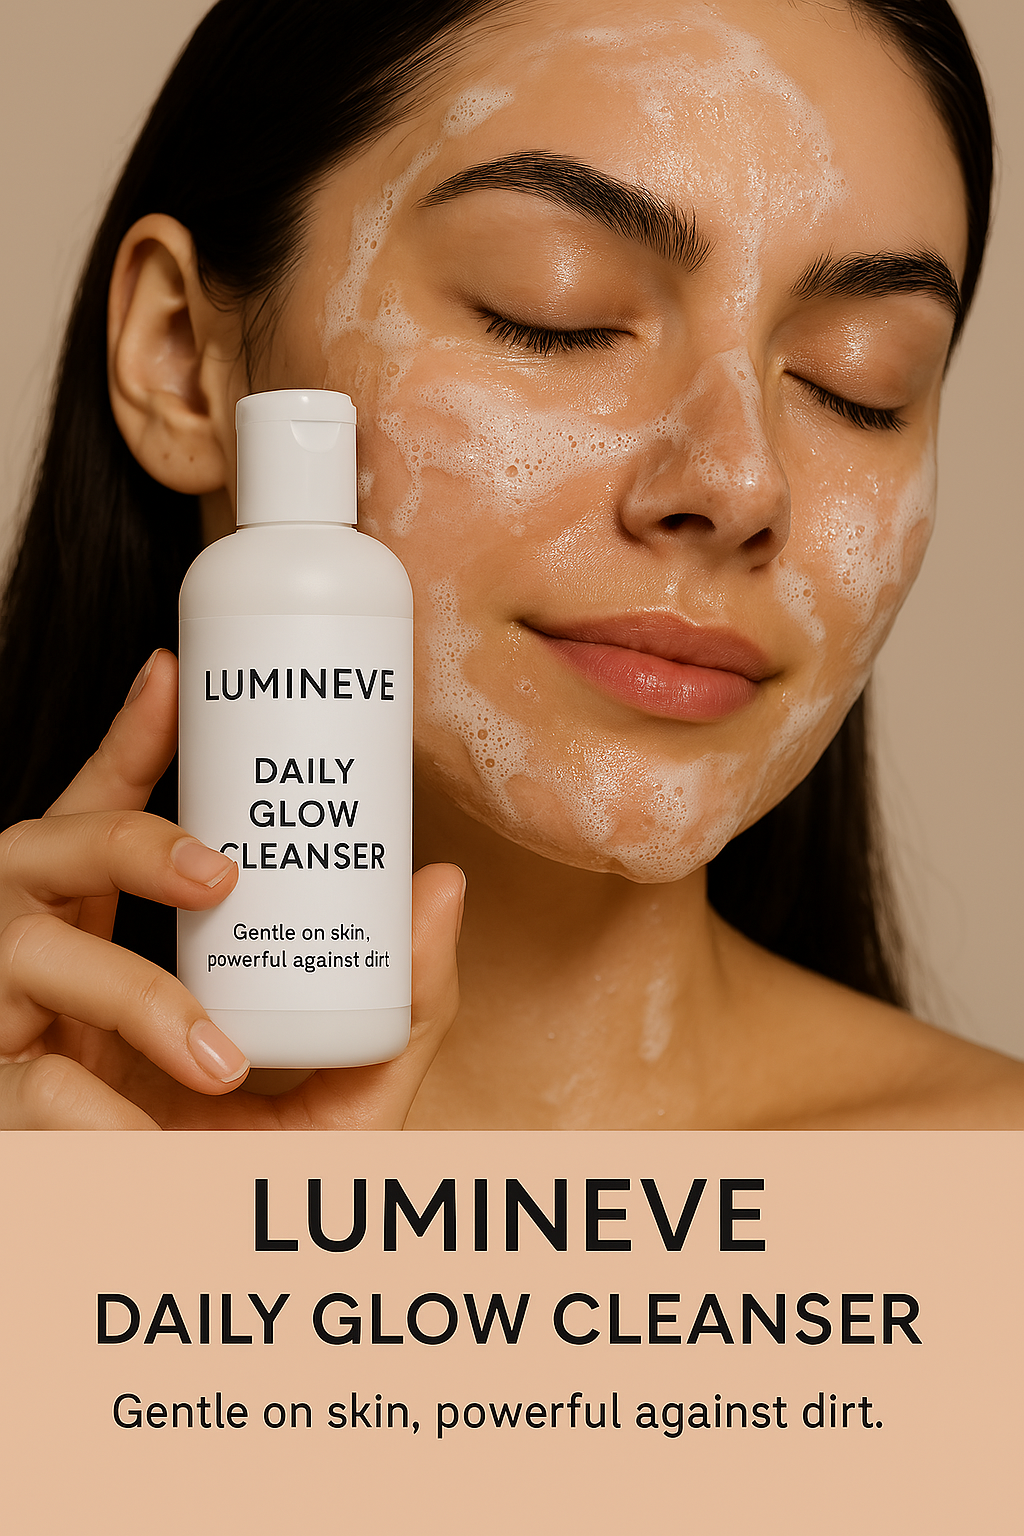 LUMINEVE
DAILY
GLOW
CLEANSER
Gentle on skin,
powerful against dirt
LUMINEVE
DAILY GLOW CLEANSER
Gentle on skin, powerful against dirt.